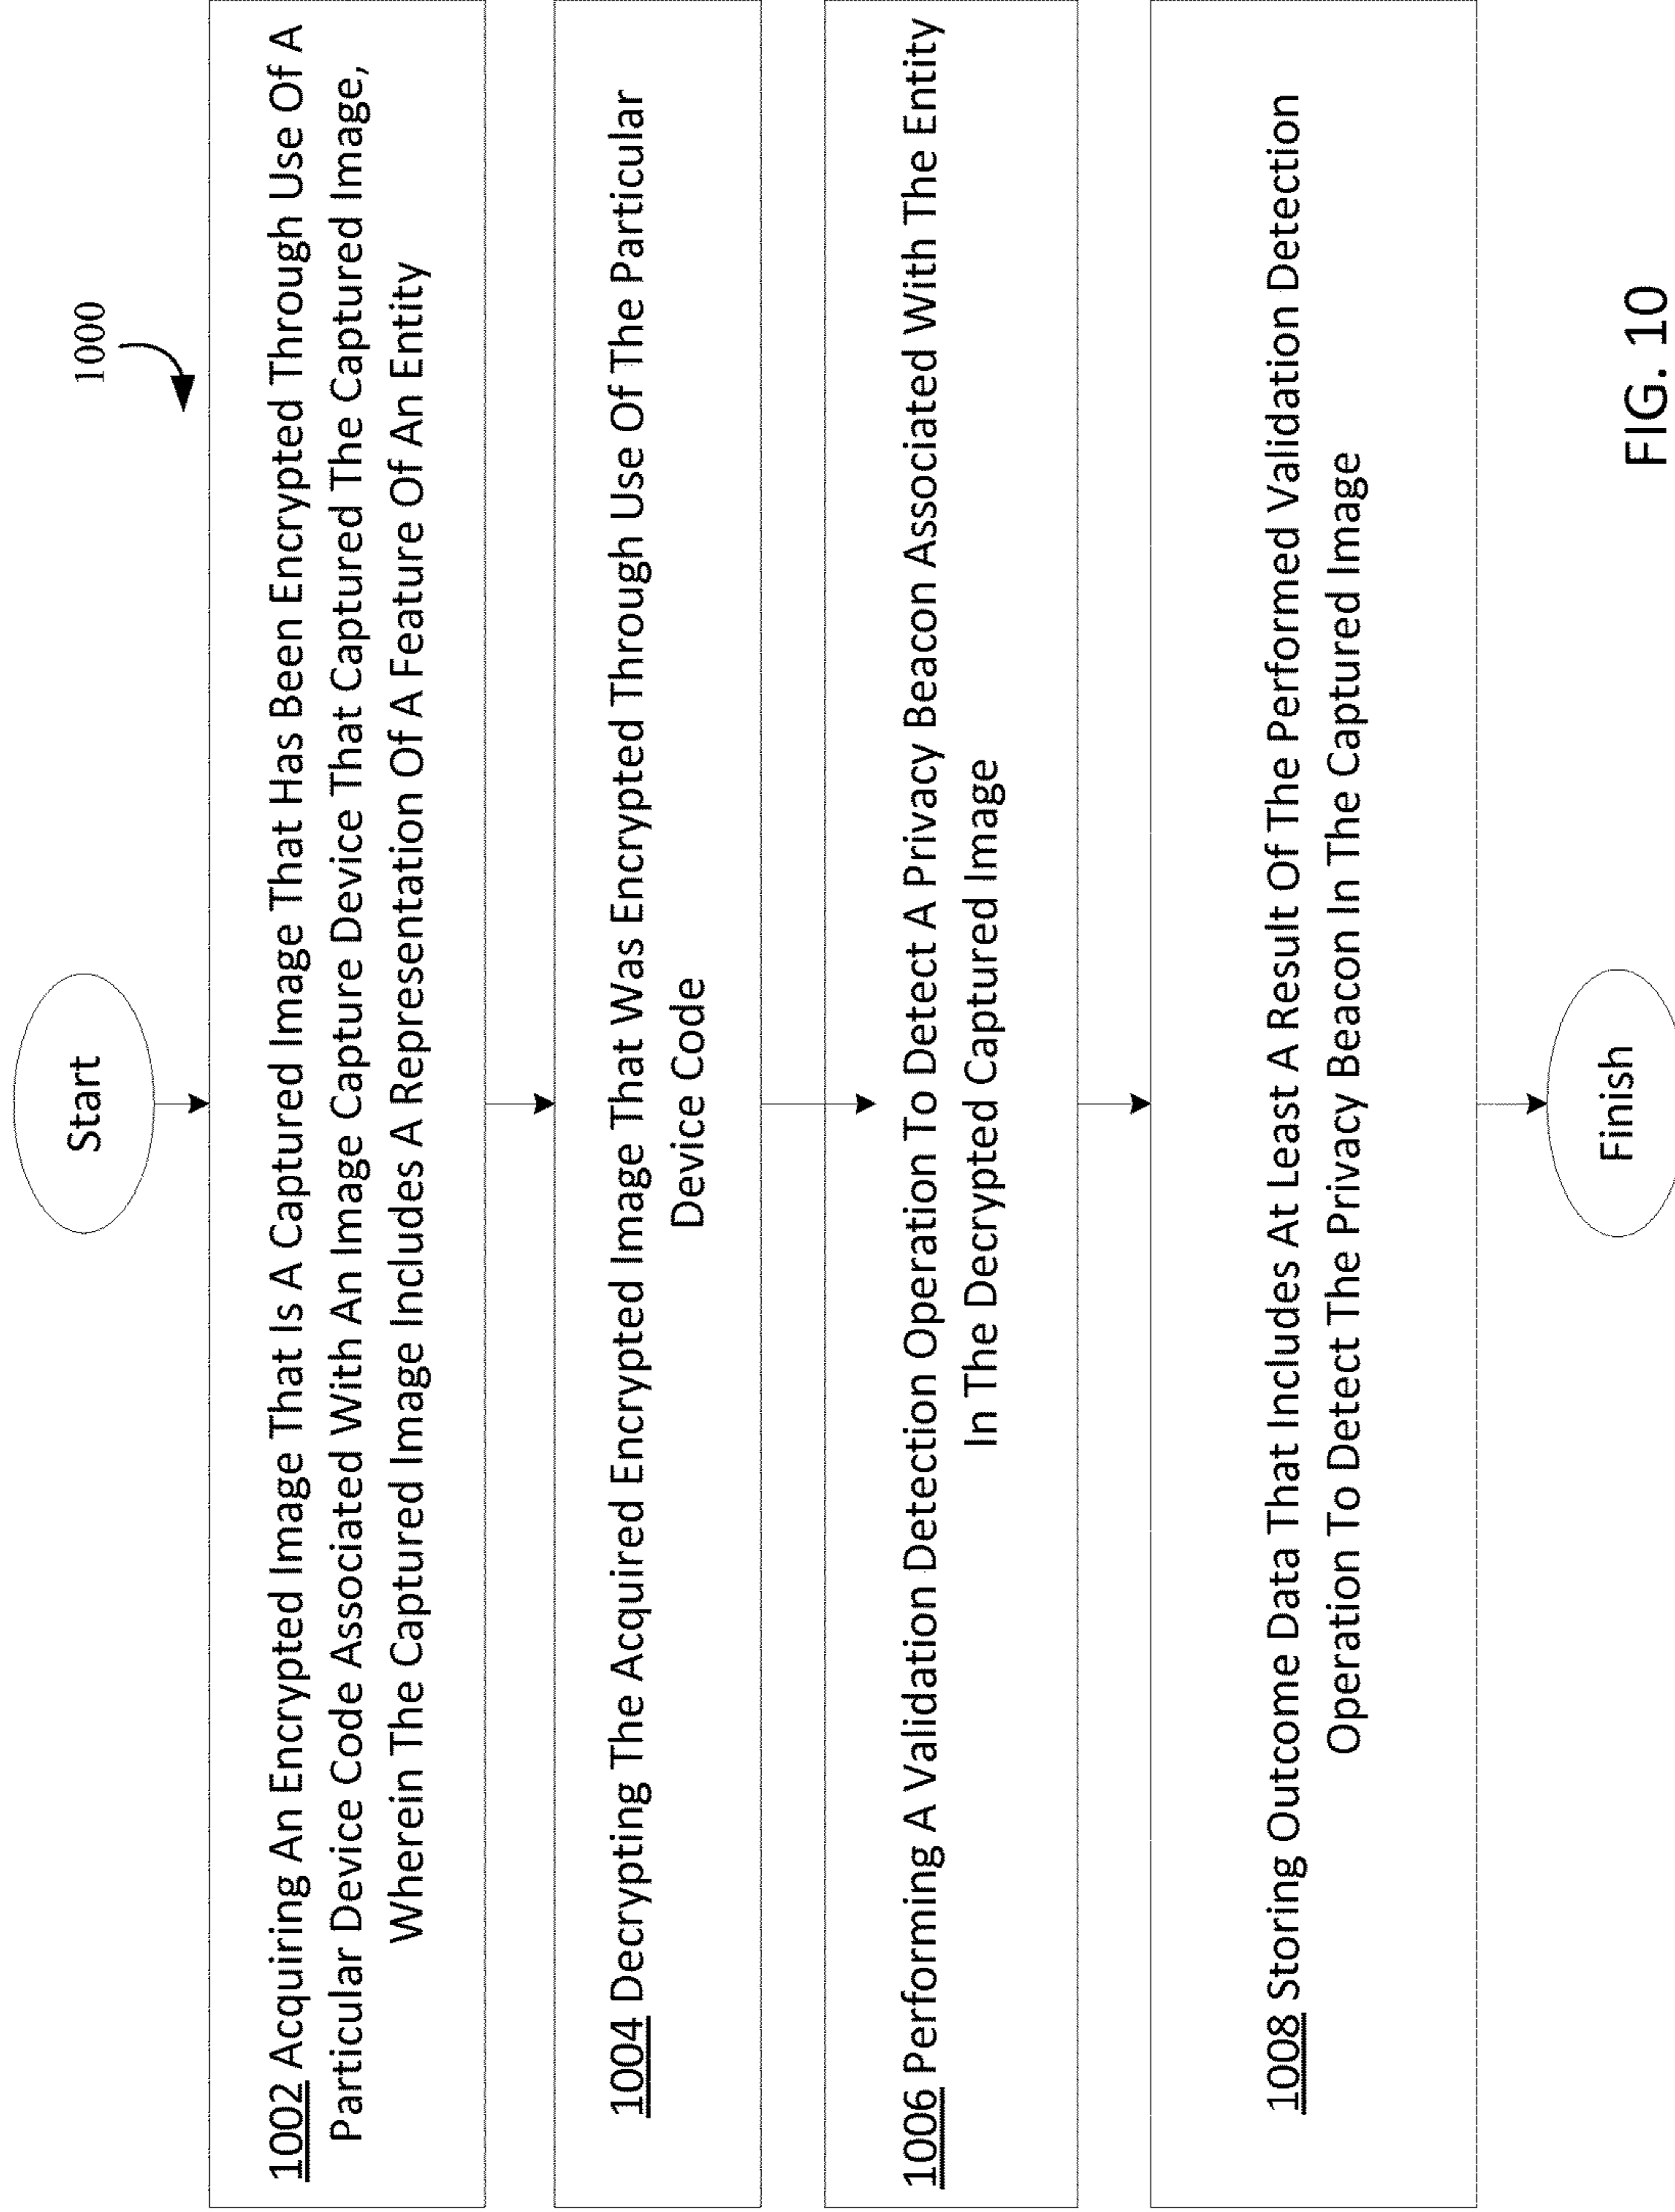 1000
Start
1002 Acquiring An Encrypted Image That Is A Captured Image That Has Been Encrypted Through Use Of A
Particular Device Code Associated With An Image Capture Device That Captured The Captured Image,
Wherein The Captured Image Includes A Representation Of A Feature Of An Entity
1004 Decrypting The Acquired Encrypted Image That Was Encrypted Through Use Of The Particular
Device Code
1006 Performing A Validation Detection Operation To Detect A Privacy Beacon Associated With The Entity
In The Decrypted Captured Image
1008 Storing Outcome Data That Includes At Least A Result Of The Performed Validation Detection
Operation To Detect The Privacy Beacon In The Captured Image
Finish
FIG. 10